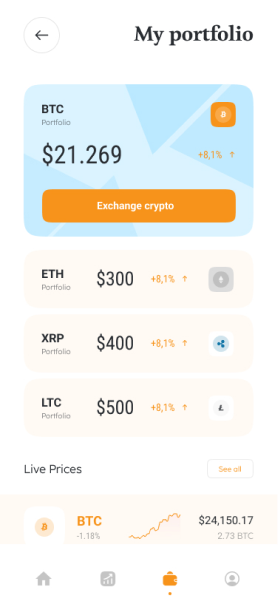 My portfolio
BTC
Portfolio
$21.269
+8,1% ↑
Exchange crypto
ETH
Portfolio
$300
+8,1% ↑
XRP
Portfolio
$400
+8,1% ↑
LTC
Portfolio
$500
+8,1% ↑
Live Prices
See all
BTC
-1.18%
$24,150.17
2.73 BTC